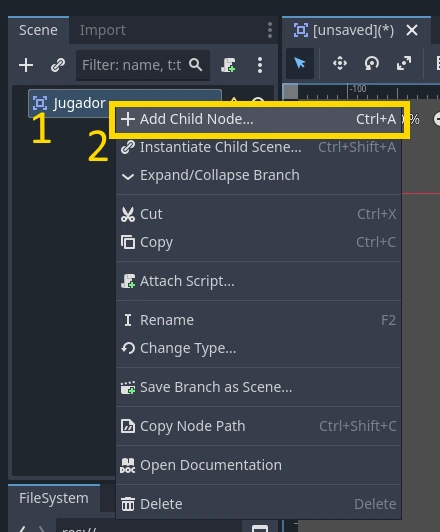 Scene Import
[unsaved](*)
Filter: name, t:t
-100
Jugador
1
2
Add Child Node... Ctrl+A
%
Instantiate Child Scene... Ctrl+Shift+A
Expand/Collapse Branch
Cut Ctrl+X
Copy Ctrl+C
Attach Script...
Rename F2
Change Type...
Save Branch as Scene...
Copy Node Path Ctrl+Shift+C
DOC Open Documentation
Delete Delete
FileSystem